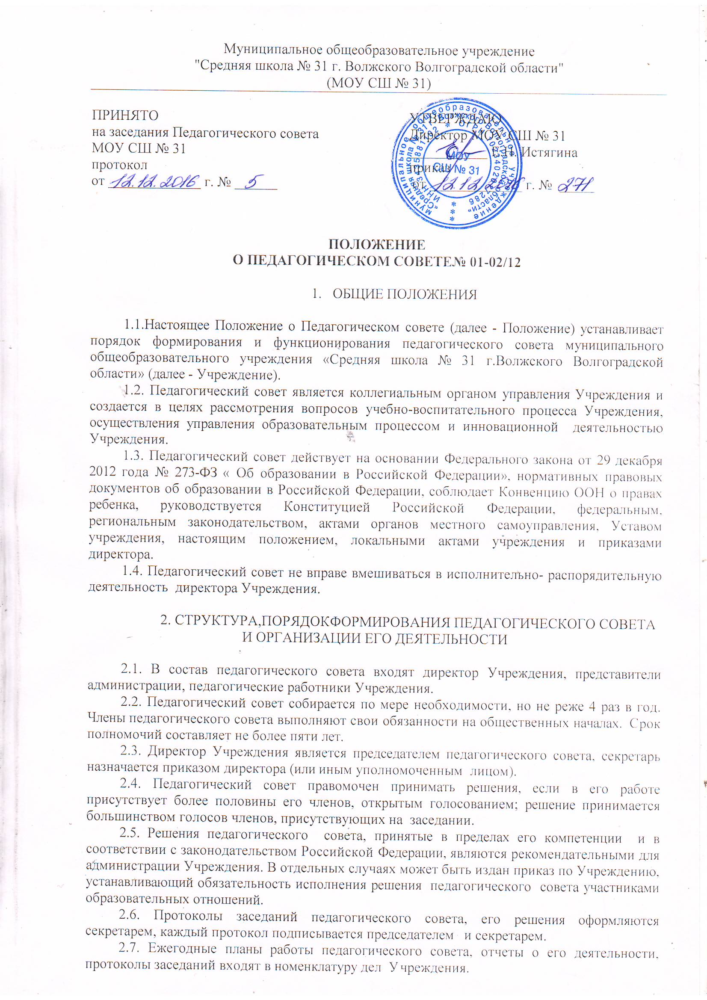 Муниципальное общеобразовательное учреждение
"Средняя школа № 31 г. Волжского Волгоградской области"
(МОУ СШ № 31)
ПРИНЯТО
на заседания Педагогического совета
МОУ СШ № 31
протокол
от 12.12.2016 г. № 5
УТВЕРЖДАЮ
Директор МОУ СШ № 31
Е.Н. Истягина
приказ
от 12.12.2016 г. № 271
муниципальное общеобразовательное учреждение
«Средняя школа № 31 г. Волжского Волгоградской области»
МОУ
СШ № 31
ПОЛОЖЕНИЕ
О ПЕДАГОГИЧЕСКОМ СОВЕТЕ№ 01-02/12
1. ОБЩИЕ ПОЛОЖЕНИЯ
1.1.Настоящее Положение о Педагогическом совете (далее - Положение) устанавливает
порядок формирования и функционирования педагогического совета муниципального
общеобразовательного учреждения «Средняя школа № 31 г.Волжского Волгоградской
области» (далее - Учреждение).
1.2. Педагогический совет является коллегиальным органом управления Учреждения и
создается в целях рассмотрения вопросов учебно-воспитательного процесса Учреждения,
осуществления управления образовательным процессом и инновационной деятельностью
Учреждения.
1.3. Педагогический совет действует на основании Федерального закона от 29 декабря
2012 года № 273-ФЗ « Об образовании в Российской Федерации», нормативных правовых
документов об образовании в Российской Федерации, соблюдает Конвенцию ООН о правах
ребенка, руководствуется Конституцией Российской Федерации, федеральным,
региональным законодательством, актами органов местного самоуправления, Уставом
учреждения, настоящим положением, локальными актами учреждения и приказами
директора.
1.4. Педагогический совет не вправе вмешиваться в исполнительно- распорядительную
деятельность директора Учреждения.
2. СТРУКТУРА,ПОРЯДОКФОРМИРОВАНИЯ ПЕДАГОГИЧЕСКОГО СОВЕТА
И ОРГАНИЗАЦИИ ЕГО ДЕЯТЕЛЬНОСТИ
2.1. В состав педагогического совета входят директор Учреждения, представители
администрации, педагогические работники Учреждения.
2.2. Педагогический совет собирается по мере необходимости, но не реже 4 раз в год.
Члены педагогического совета выполняют свои обязанности на общественных началах. Срок
полномочий составляет не более пяти лет.
2.3. Директор Учреждения является председателем педагогического совета, секретарь
назначается приказом директора (или иным уполномоченным лицом).
2.4. Педагогический совет правомочен принимать решения, если в его работе
присутствует более половины его членов, открытым голосованием; решение принимается
большинством голосов членов, присутствующих на заседании.
2.5. Решения педагогического совета, принятые в пределах его компетенции и в
соответствии с законодательством Российской Федерации, являются рекомендательными для
администрации Учреждения. В отдельных случаях может быть издан приказ по Учреждению,
устанавливающий обязательность исполнения решения педагогического совета участниками
образовательных отношений.
2.6. Протоколы заседаний педагогического совета, его решения оформляются
секретарем, каждый протокол подписывается председателем и секретарем.
2.7. Ежегодные планы работы педагогического совета, отчеты о его деятельности,
протоколы заседаний входят в номенклатуру дел Учреждения.